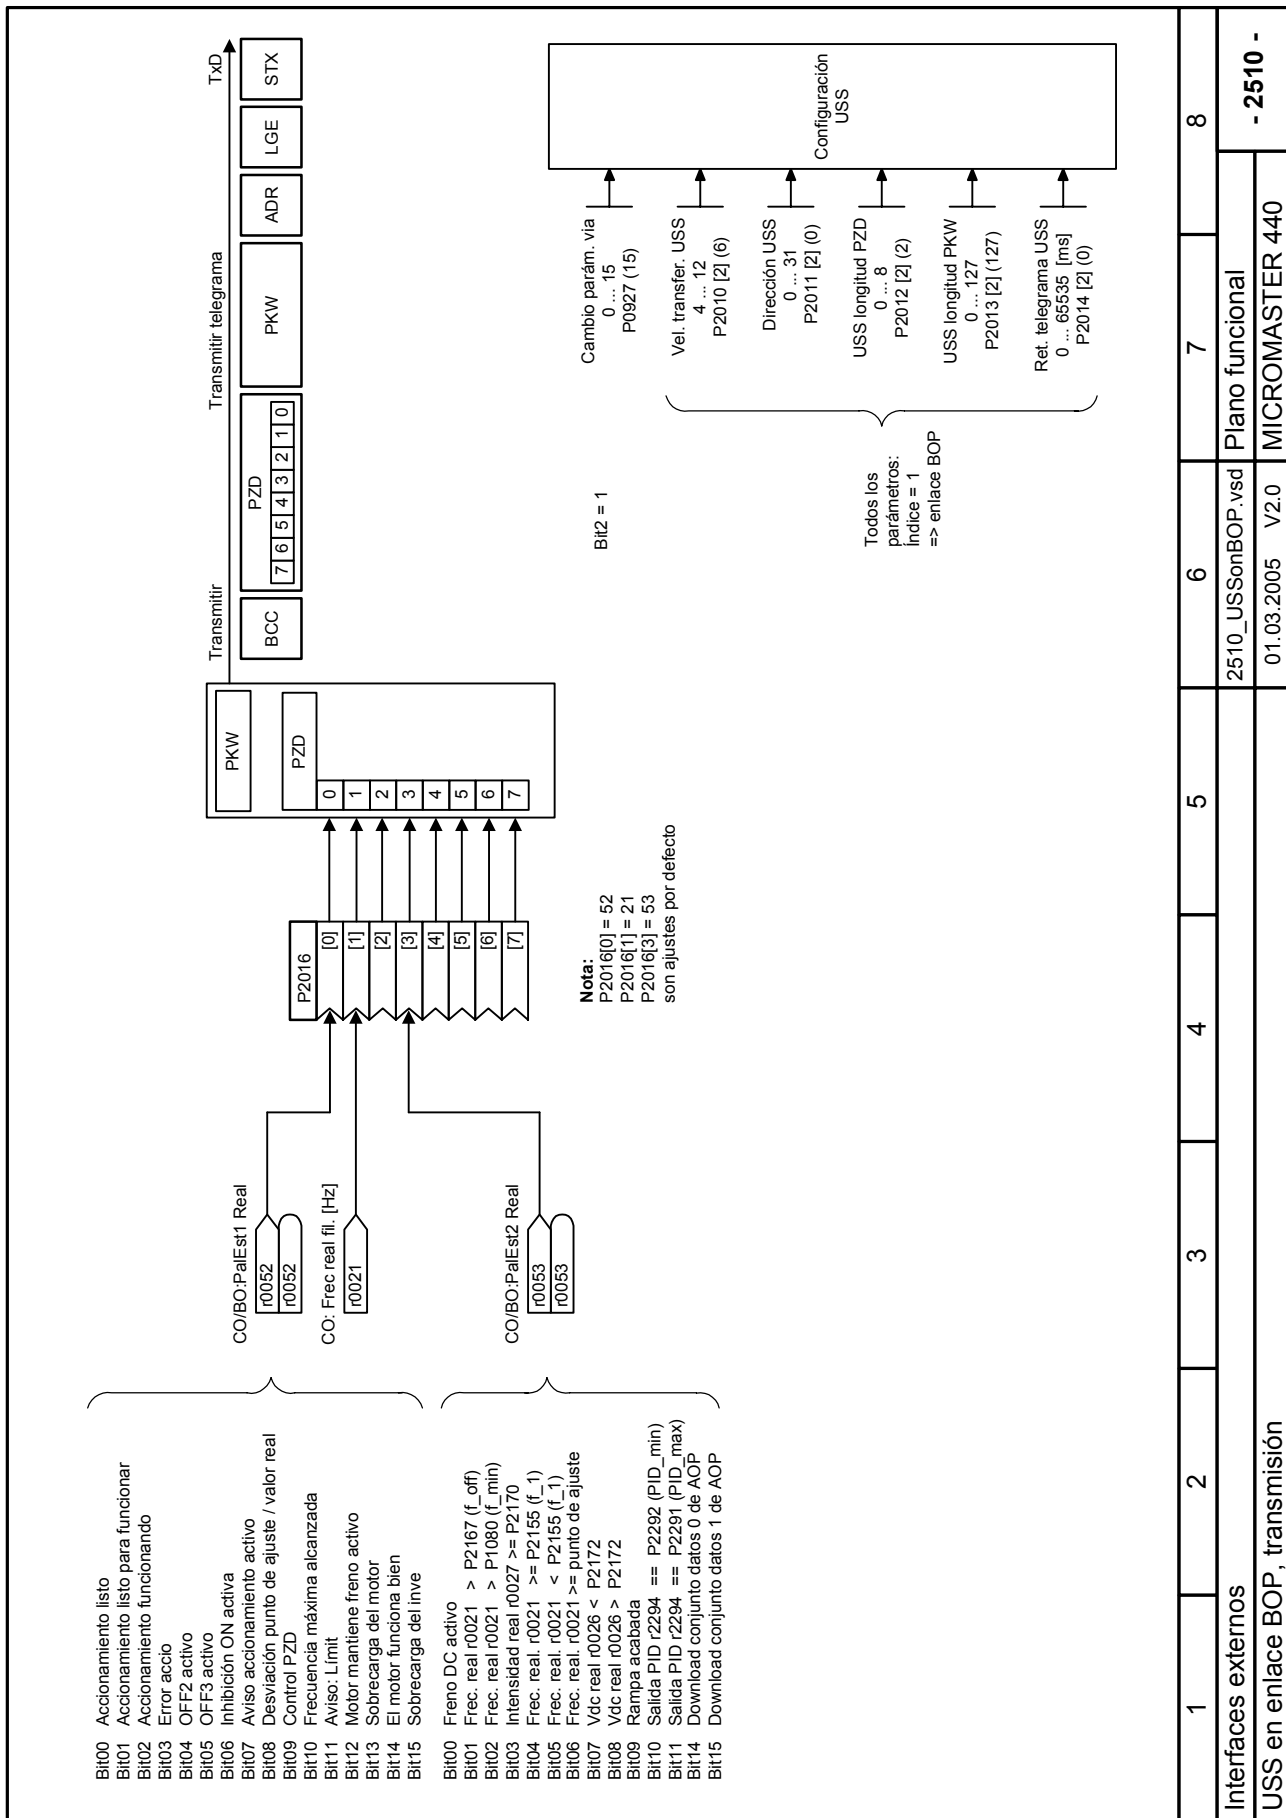 Bit00 Accionamiento listo
Bit01 Accionamiento listo para funcionar
Bit02 Accionamiento funcionando
Bit03 Error accio
Bit04 OFF2 activo
Bit05 OFF3 activo
Bit06 Inhibición ON activa
Bit07 Aviso accionamiento activo
Bit08 Desviación punto de ajuste / valor real
Bit09 Control PZD
Bit10 Frecuencia máxima alcanzada
Bit11 Aviso: Límit
Bit12 Motor mantiene freno activo
Bit13 Sobrecarga del motor
Bit14 El motor funciona bien
Bit15 Sobrecarga del inve
Bit00 Freno DC activo
Bit01 Frec. real r0021 > P2167 (f_off)
Bit02 Frec. real r0021 > P1080 (f_min)
Bit03 Intensidad real r0027 >= P2170
Bit04 Frec. real. r0021 >= P2155 (f_1)
Bit05 Frec. real. r0021 < P2155 (f_1)
Bit06 Frec. real. r0021 >= punto de ajuste
Bit07 Vdc real r0026 < P2172
Bit08 Vdc real r0026 > P2172
Bit09 Rampa acabada
Bit10 Salida PID r2294 == P2292 (PID_min)
Bit11 Salida PID r2294 == P2291 (PID_max)
Bit14 Download conjunto datos 0 de AOP
Bit15 Download conjunto datos 1 de AOP
CO/BO:PalEst1 Real
r0052
r0052
CO: Frec real fil. [Hz]
r0021
CO/BO:PalEst2 Real
r0053
r0053
P2016
[0]
[1]
[2]
[3]
[4]
[5]
[6]
[7]
Nota:
P2016[0] = 52
P2016[1] = 21
P2016[3] = 53
son ajustes por defecto
PKW
PZD
0
1
2
3
4
5
6
7
Transmitir
Transmitir telegrama
TxD
BCC
PZD
7 6 5 4 3 2 1 0
PKW
ADR
LGE
STX
Bit2 = 1
Todos los
parámetros:
Índice = 1
=> enlace BOP
Cambio parám. via
0 ... 15
P0927 (15)
Vel. transfer. USS
4 ... 12
P2010 [2] (6)
Dirección USS
0 ... 31
P2011 [2] (0)
USS longitud PZD
0 ... 8
P2012 [2] (2)
USS longitud PKW
0 ... 127
P2013 [2] (127)
Ret. telegrama USS
0 ... 65535 [ms]
P2014 [2] (0)
Configuración
USS
1 2 3 4 5 6 7 8
Interfaces externos
USS en enlace BOP, transmisión
2510_USSonBOP.vsd
01.03.2005 V2.0
Plano funcional
MICROMASTER 440
- 2510 -